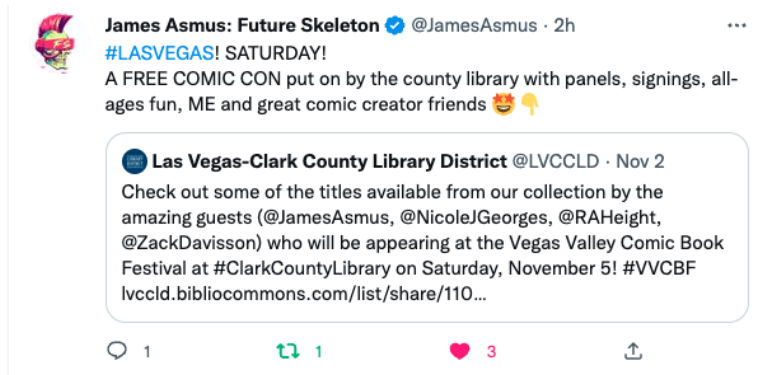 James Asmus: Future Skeleton @JamesAsmus · 2h
#LASVEGAS! SATURDAY!
A FREE COMIC CON put on by the county library with panels, signings, all-
ages fun, ME and great comic creator friends 🤩👇
Las Vegas-Clark County Library District @LVCCLD · Nov 2
Check out some of the titles available from our collection by the
amazing guests (@JamesAsmus, @NicoleJGeorges, @RAHeight,
@ZackDavisson) who will be appearing at the Vegas Valley Comic Book
Festival at #ClarkCountyLibrary on Saturday, November 5! #VVCBF
lvccld.bibliocommons.com/list/share/110...
1 1 3